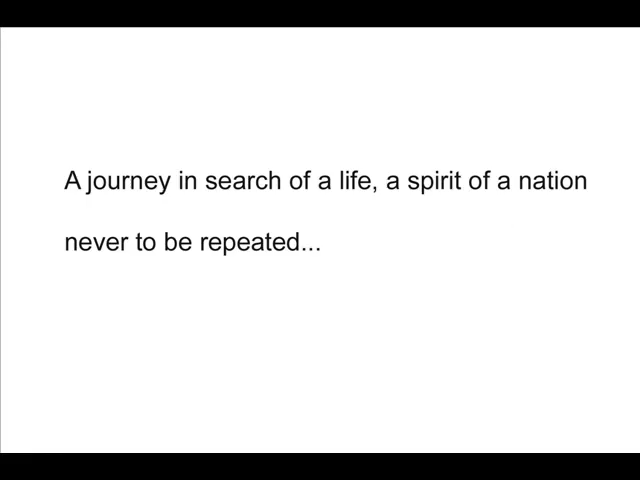 A journey in search of a life, a spirit of a nation
never to be repeated...